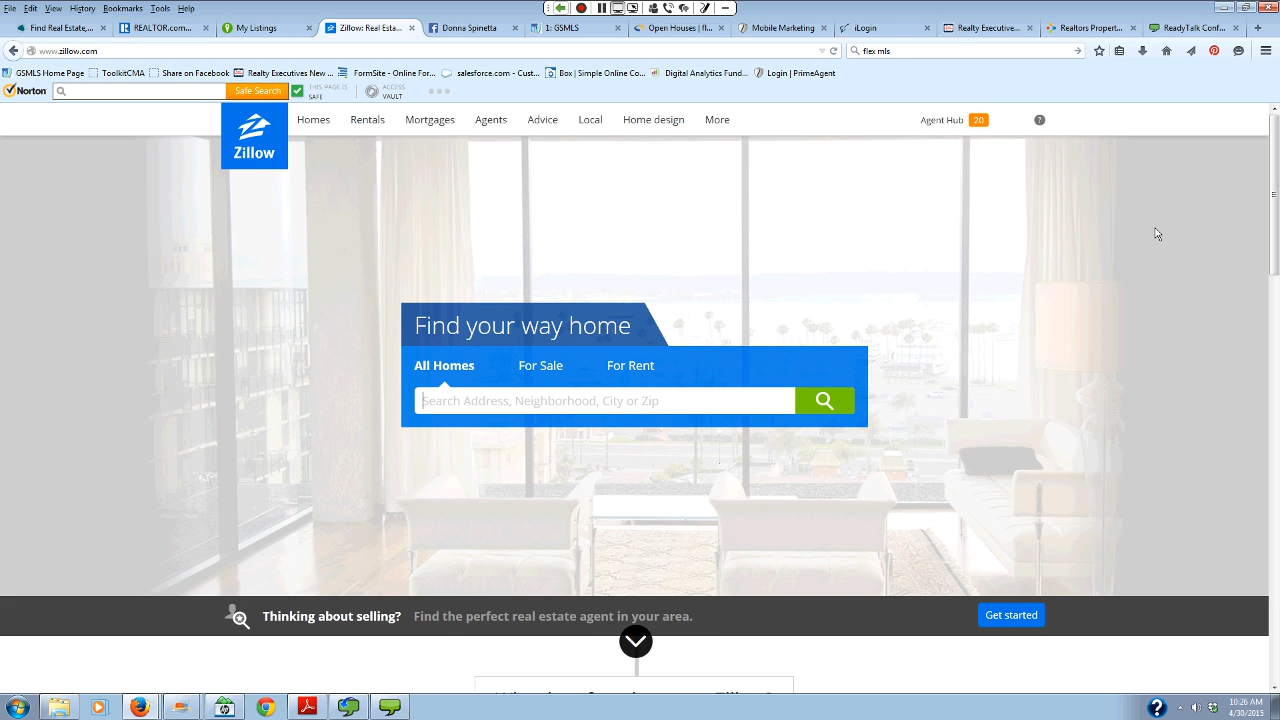 File Edit View History Bookmarks Tools Help
Find Real Estate,... REALTOR.com... My Listings Zillow: Real Esta... Donna Spinetta 1: GSMLS Open House | fl... Mobile Marketing iLogin Realty Executives... Realtors Propert... ReadyTalk Conf...
www.zillow.com flex mls
GSMLS Home Page ToolkitCMA Share on Facebook Realty Executives New ... FormSite - Online For... salesforce.com - Cust... Box | Simple Online Co... Digital Analytics Fund... Login | PrimeAgent
Norton Safe Search THIS PAGE IS SAFE ACCESS VAULT
Zillow
Homes Rentals Mortgages Agents Advice Local Home design More Agent Hub 20 ?
Find your way home
All Homes For Sale For Rent
Search Address, Neighborhood, City or Zip
Thinking about selling? Find the perfect real estate agent in your area. Get started
10:26 AM
4/30/2015